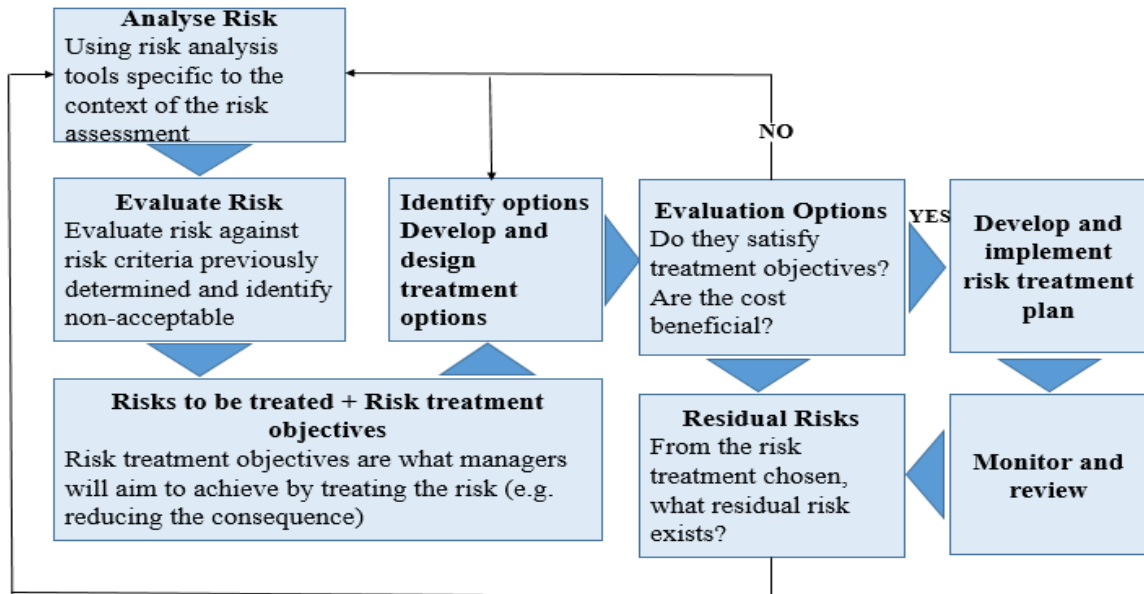 Analyse Risk
Using risk analysis
tools specific to the
context of the risk
assessment
NO
Evaluate Risk
Evaluate risk against
risk criteria previously
determined and identify
non-acceptable
Identify options
Develop and
design
treatment
options
Evaluation Options
Do they satisfy
treatment objectives?
Are the cost
beneficial?
YES
Develop and
implement
risk treatment
plan
Risks to be treated + Risk treatment
objectives
Risk treatment objectives are what managers
will aim to achieve by treating the risk (e.g.
reducing the consequence)
Residual Risks
From the risk
treatment chosen,
what residual risk
exists?
Monitor and
review